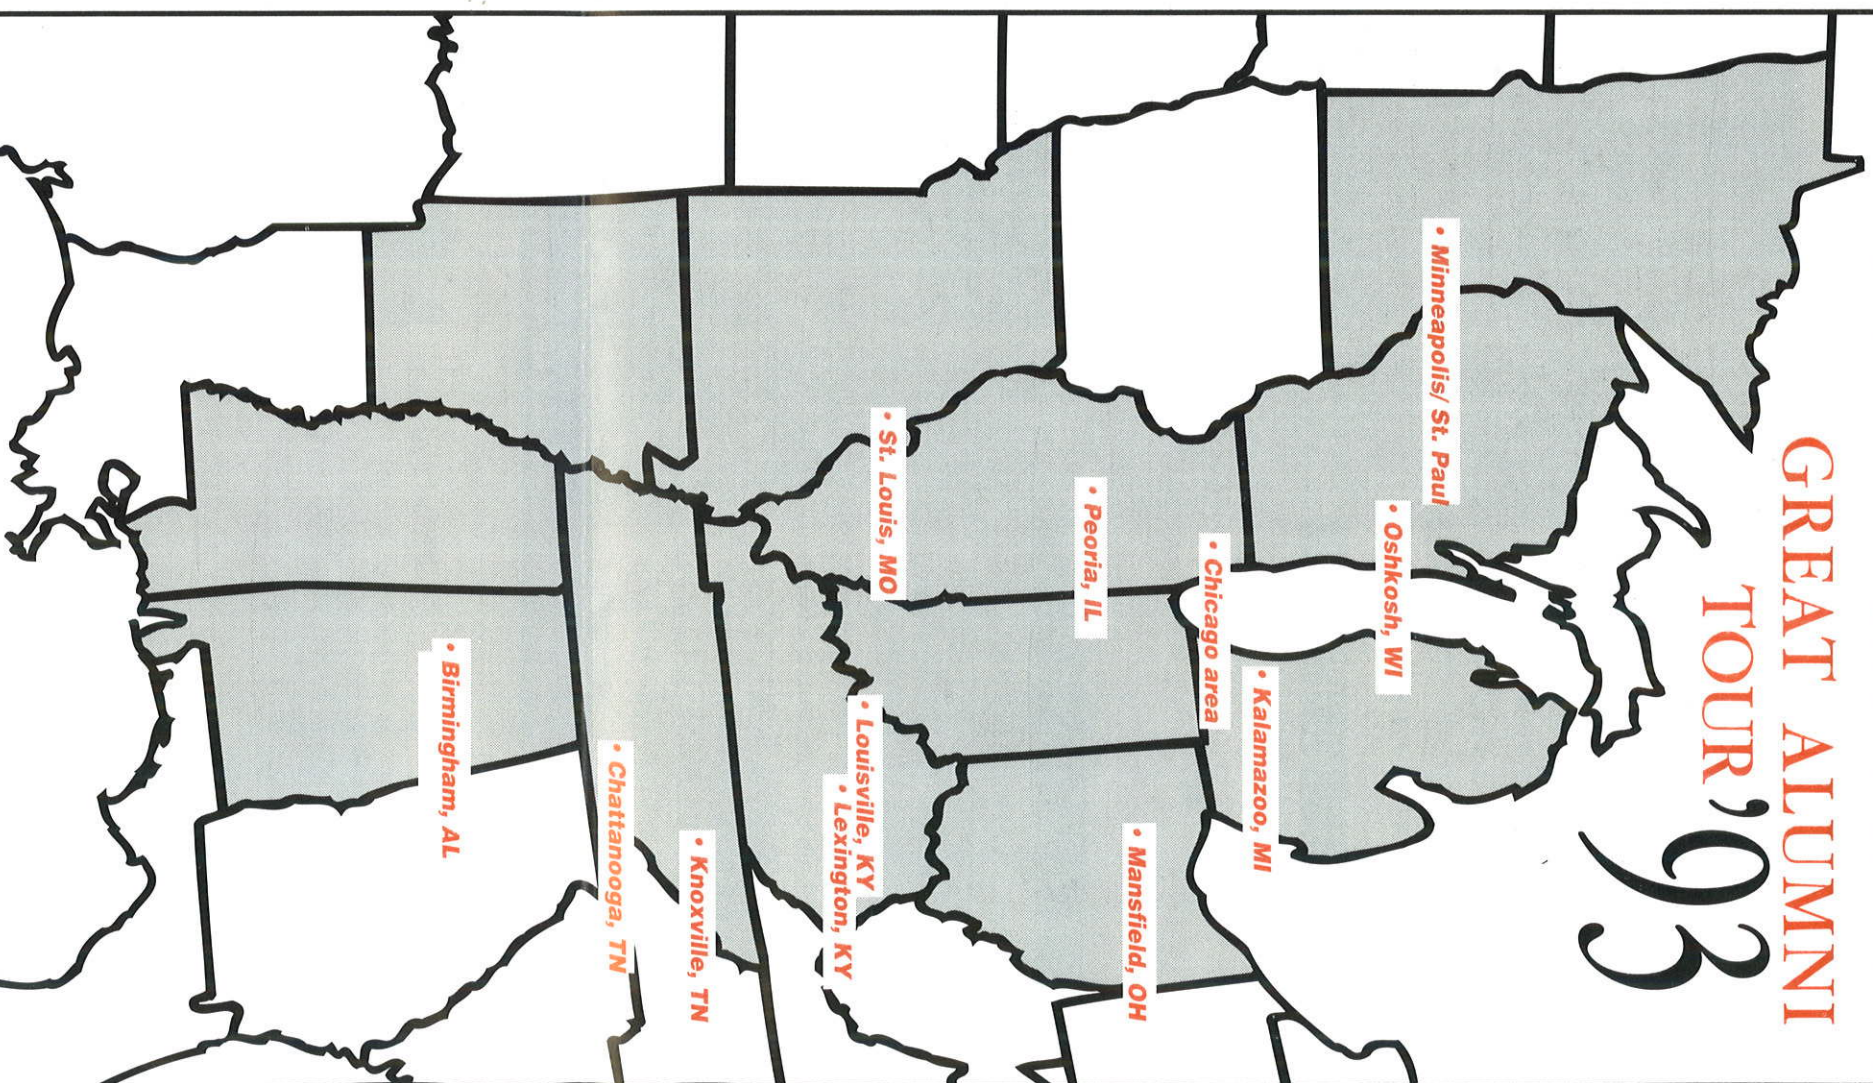 GREAT ALUMNI
TOUR ’93
• Minneapolis/ St. Paul
• Oshkosh, WI
• Kalamazoo, MI
• Chicago area
• Mansfield, OH
• Peoria, IL
• St. Louis, MO
• Louisville, KY
• Lexington, KY
• Knoxville, TN
• Chattanooga, TN
• Birmingham, AL